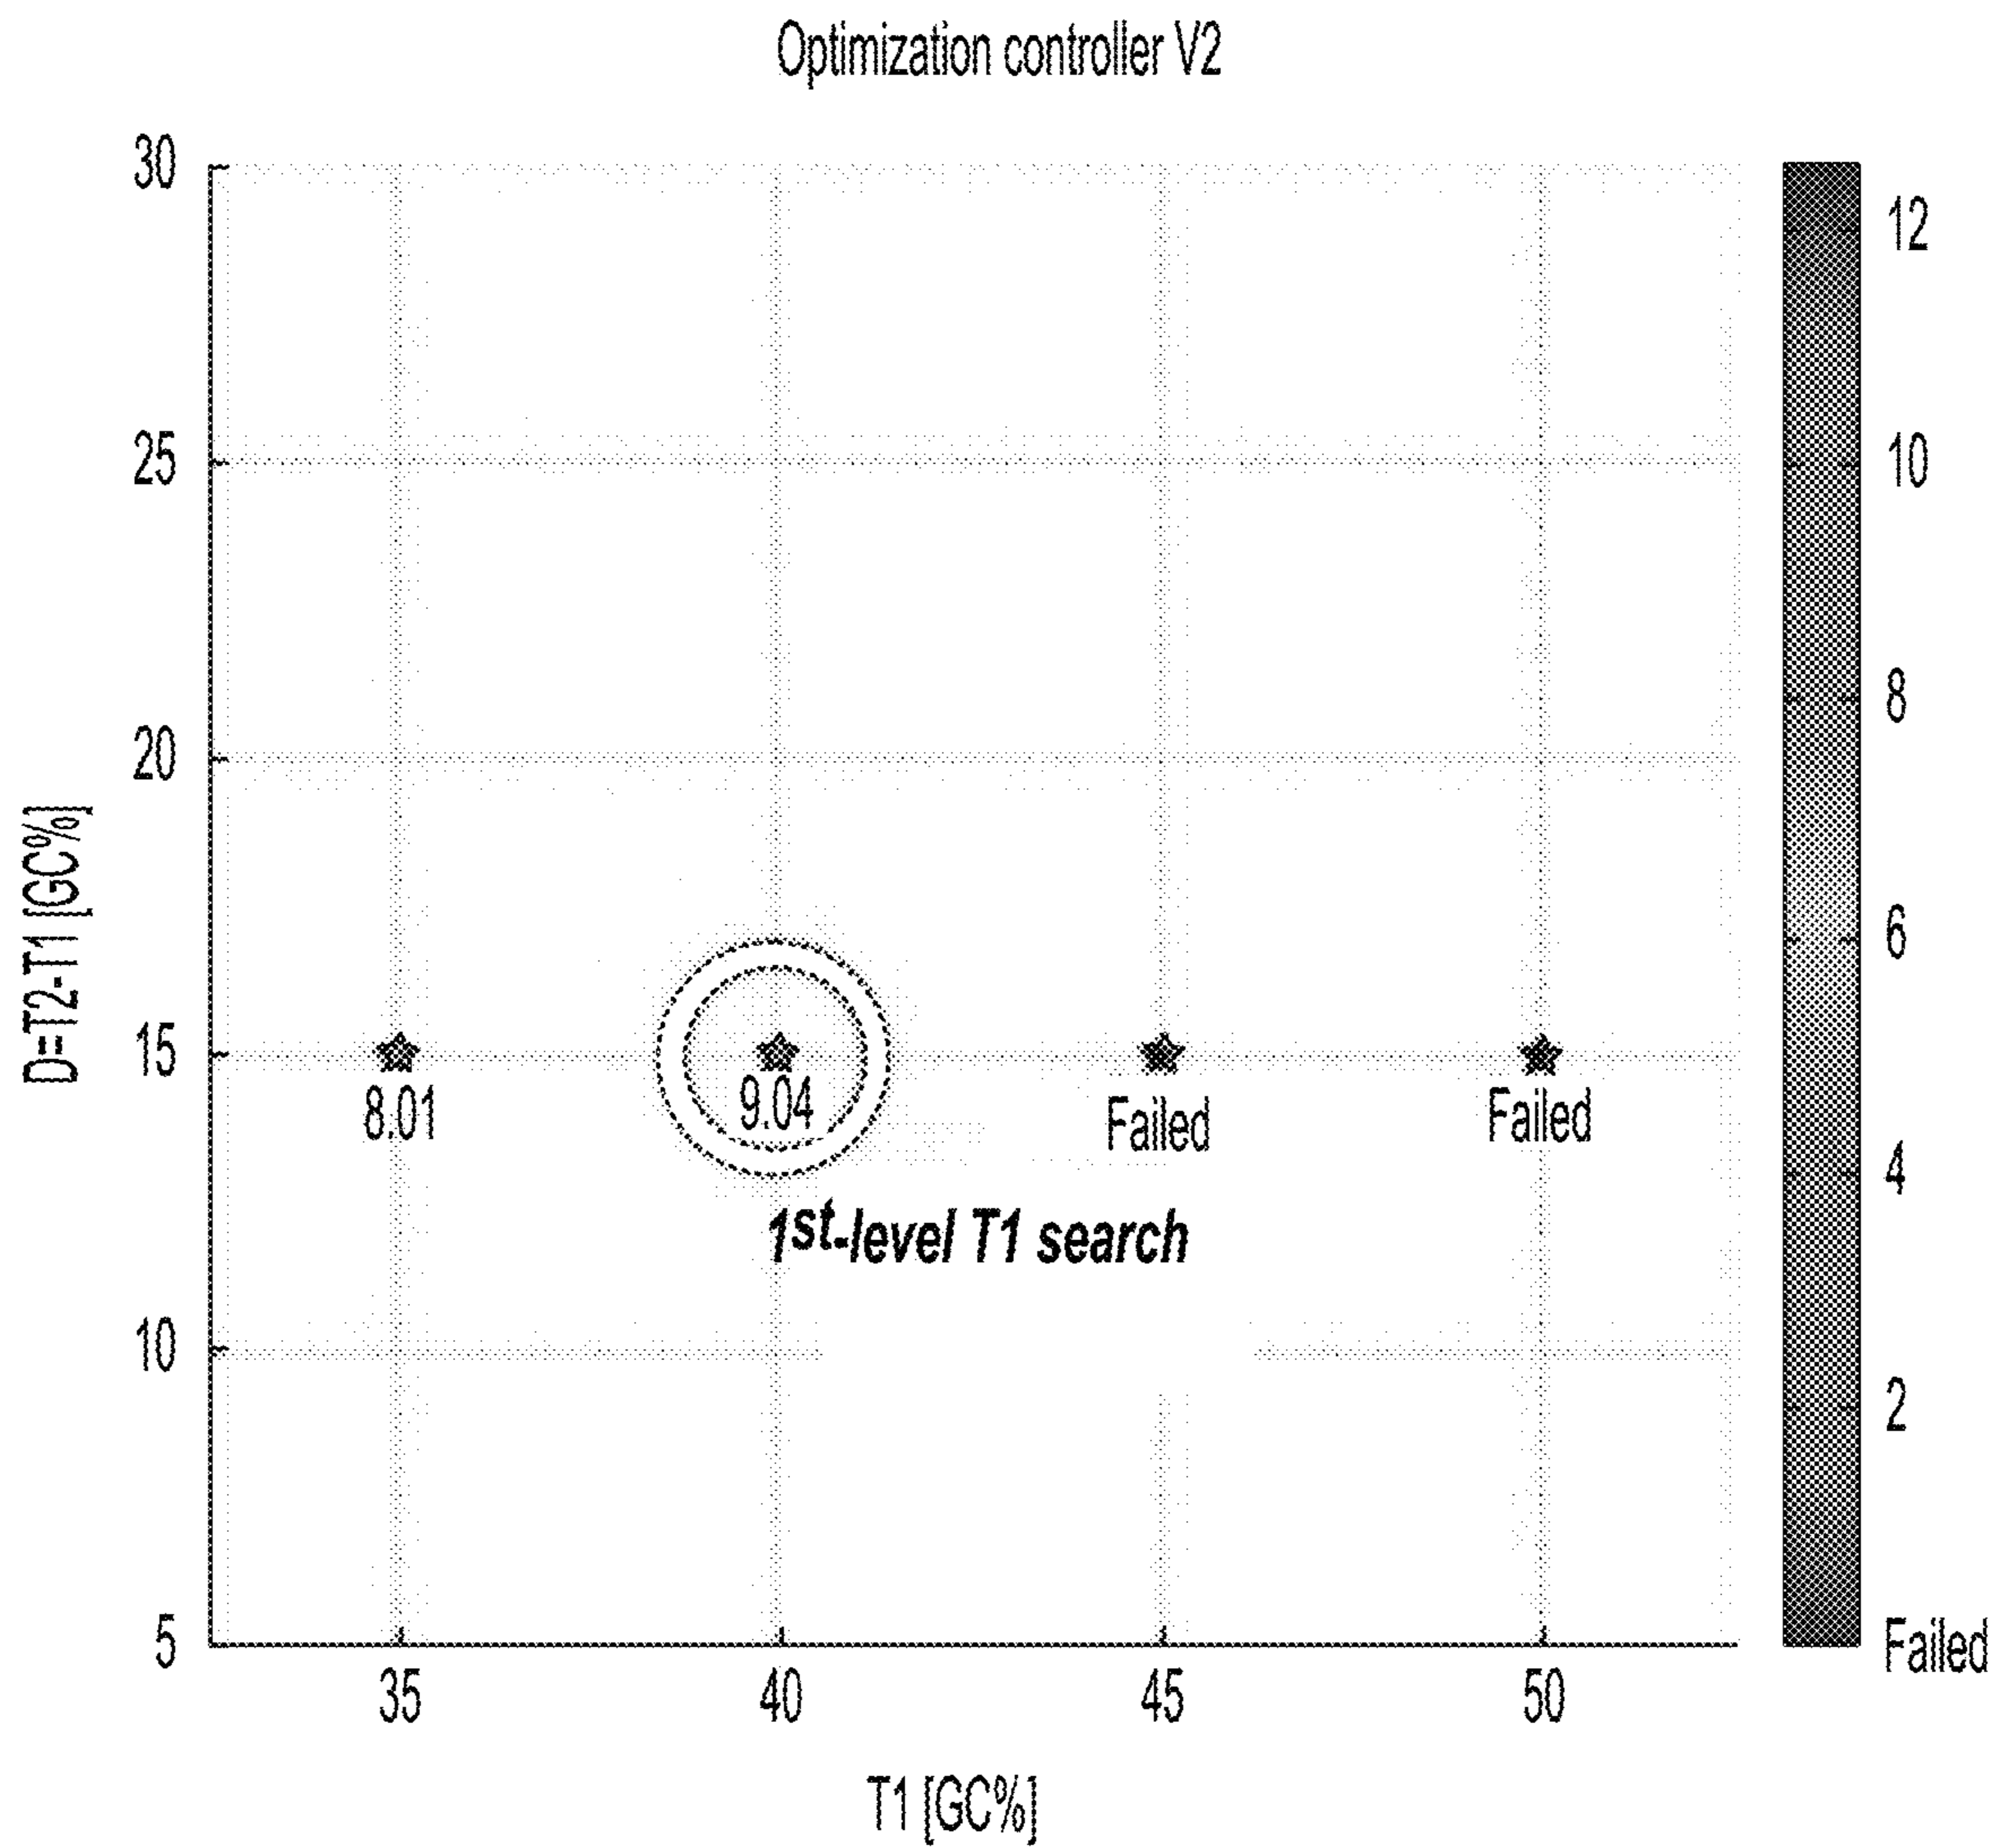 Optimization controller V2
30
25
20
15
10
5
D=T2-T1 [GC%]
8.01
9.04
Failed
Failed
1st-level T1 search
35
40
45
50
T1 [GC%]
12
10
8
6
4
2
Failed